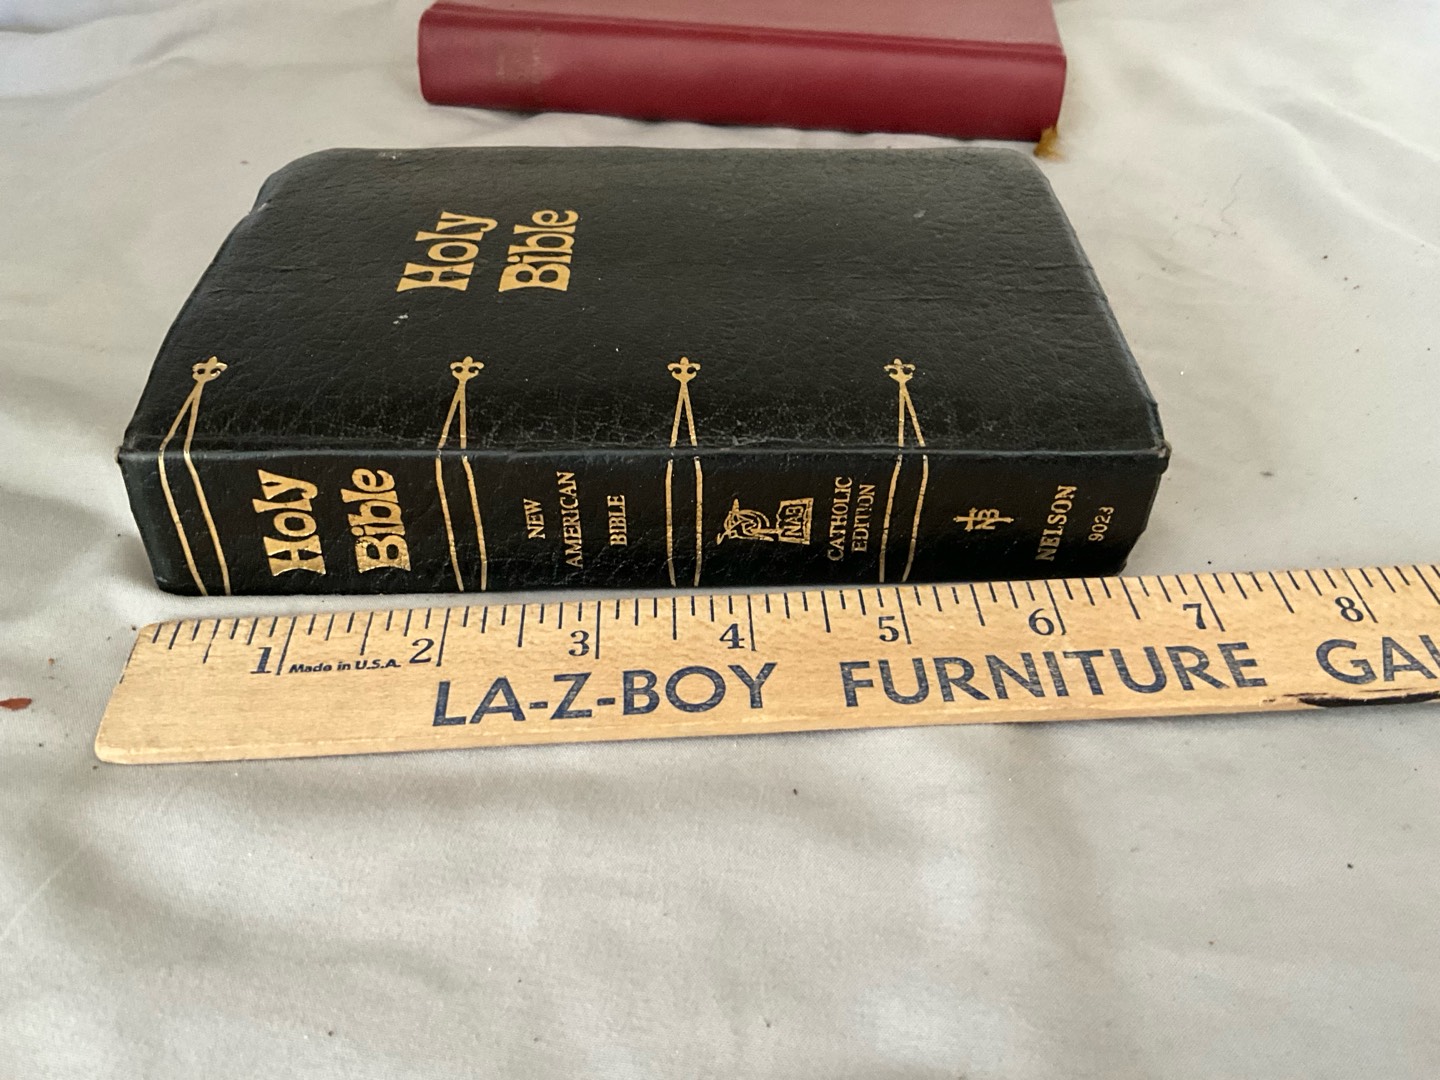 Holy
Bible
Holy
Bible
NEW
AMERICAN
BIBLE
NAB
CATHOLIC
EDITION
NB
NELSON
9023
1 2 3 4 5 6 7 8
Made in U.S.A.
LA-Z-BOY FURNITURE